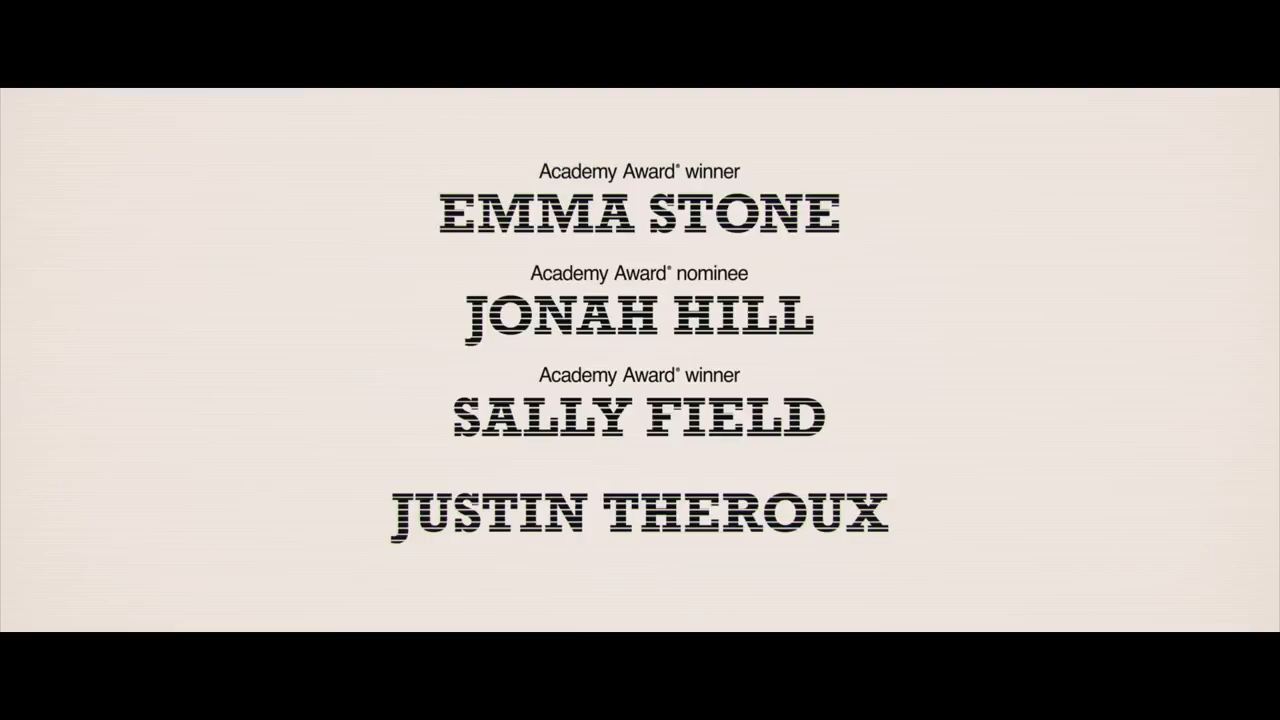 Academy Award® winner
EMMA STONE
Academy Award® nominee
JONAH HILL
Academy Award® winner
SALLY FIELD
JUSTIN THEROUX